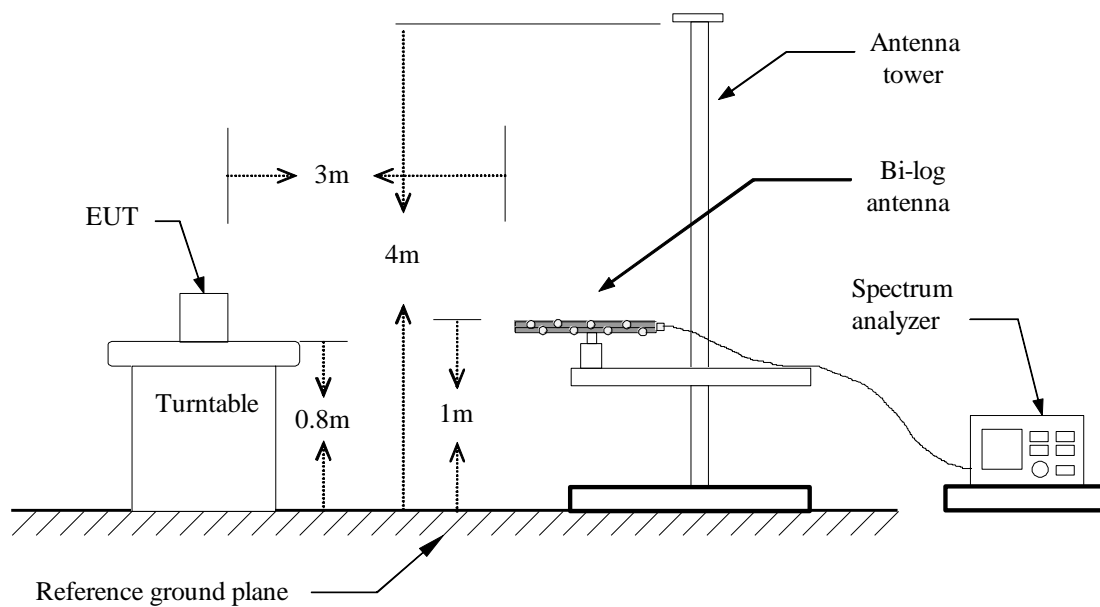 Antenna
tower
3m
Bi-log
antenna
EUT
4m
Spectrum
analyzer
Turntable
0.8m
1m
Reference ground plane